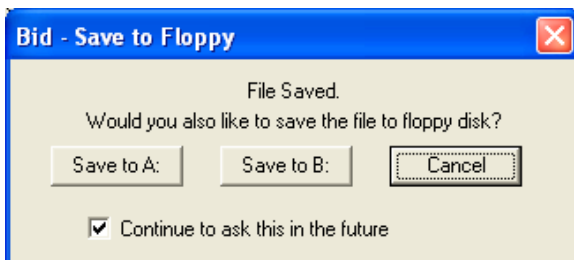 Bid - Save to Floppy
File Saved.
Would you also like to save the file to floppy disk?
Save to A: Save to B: Cancel
Continue to ask this in the future